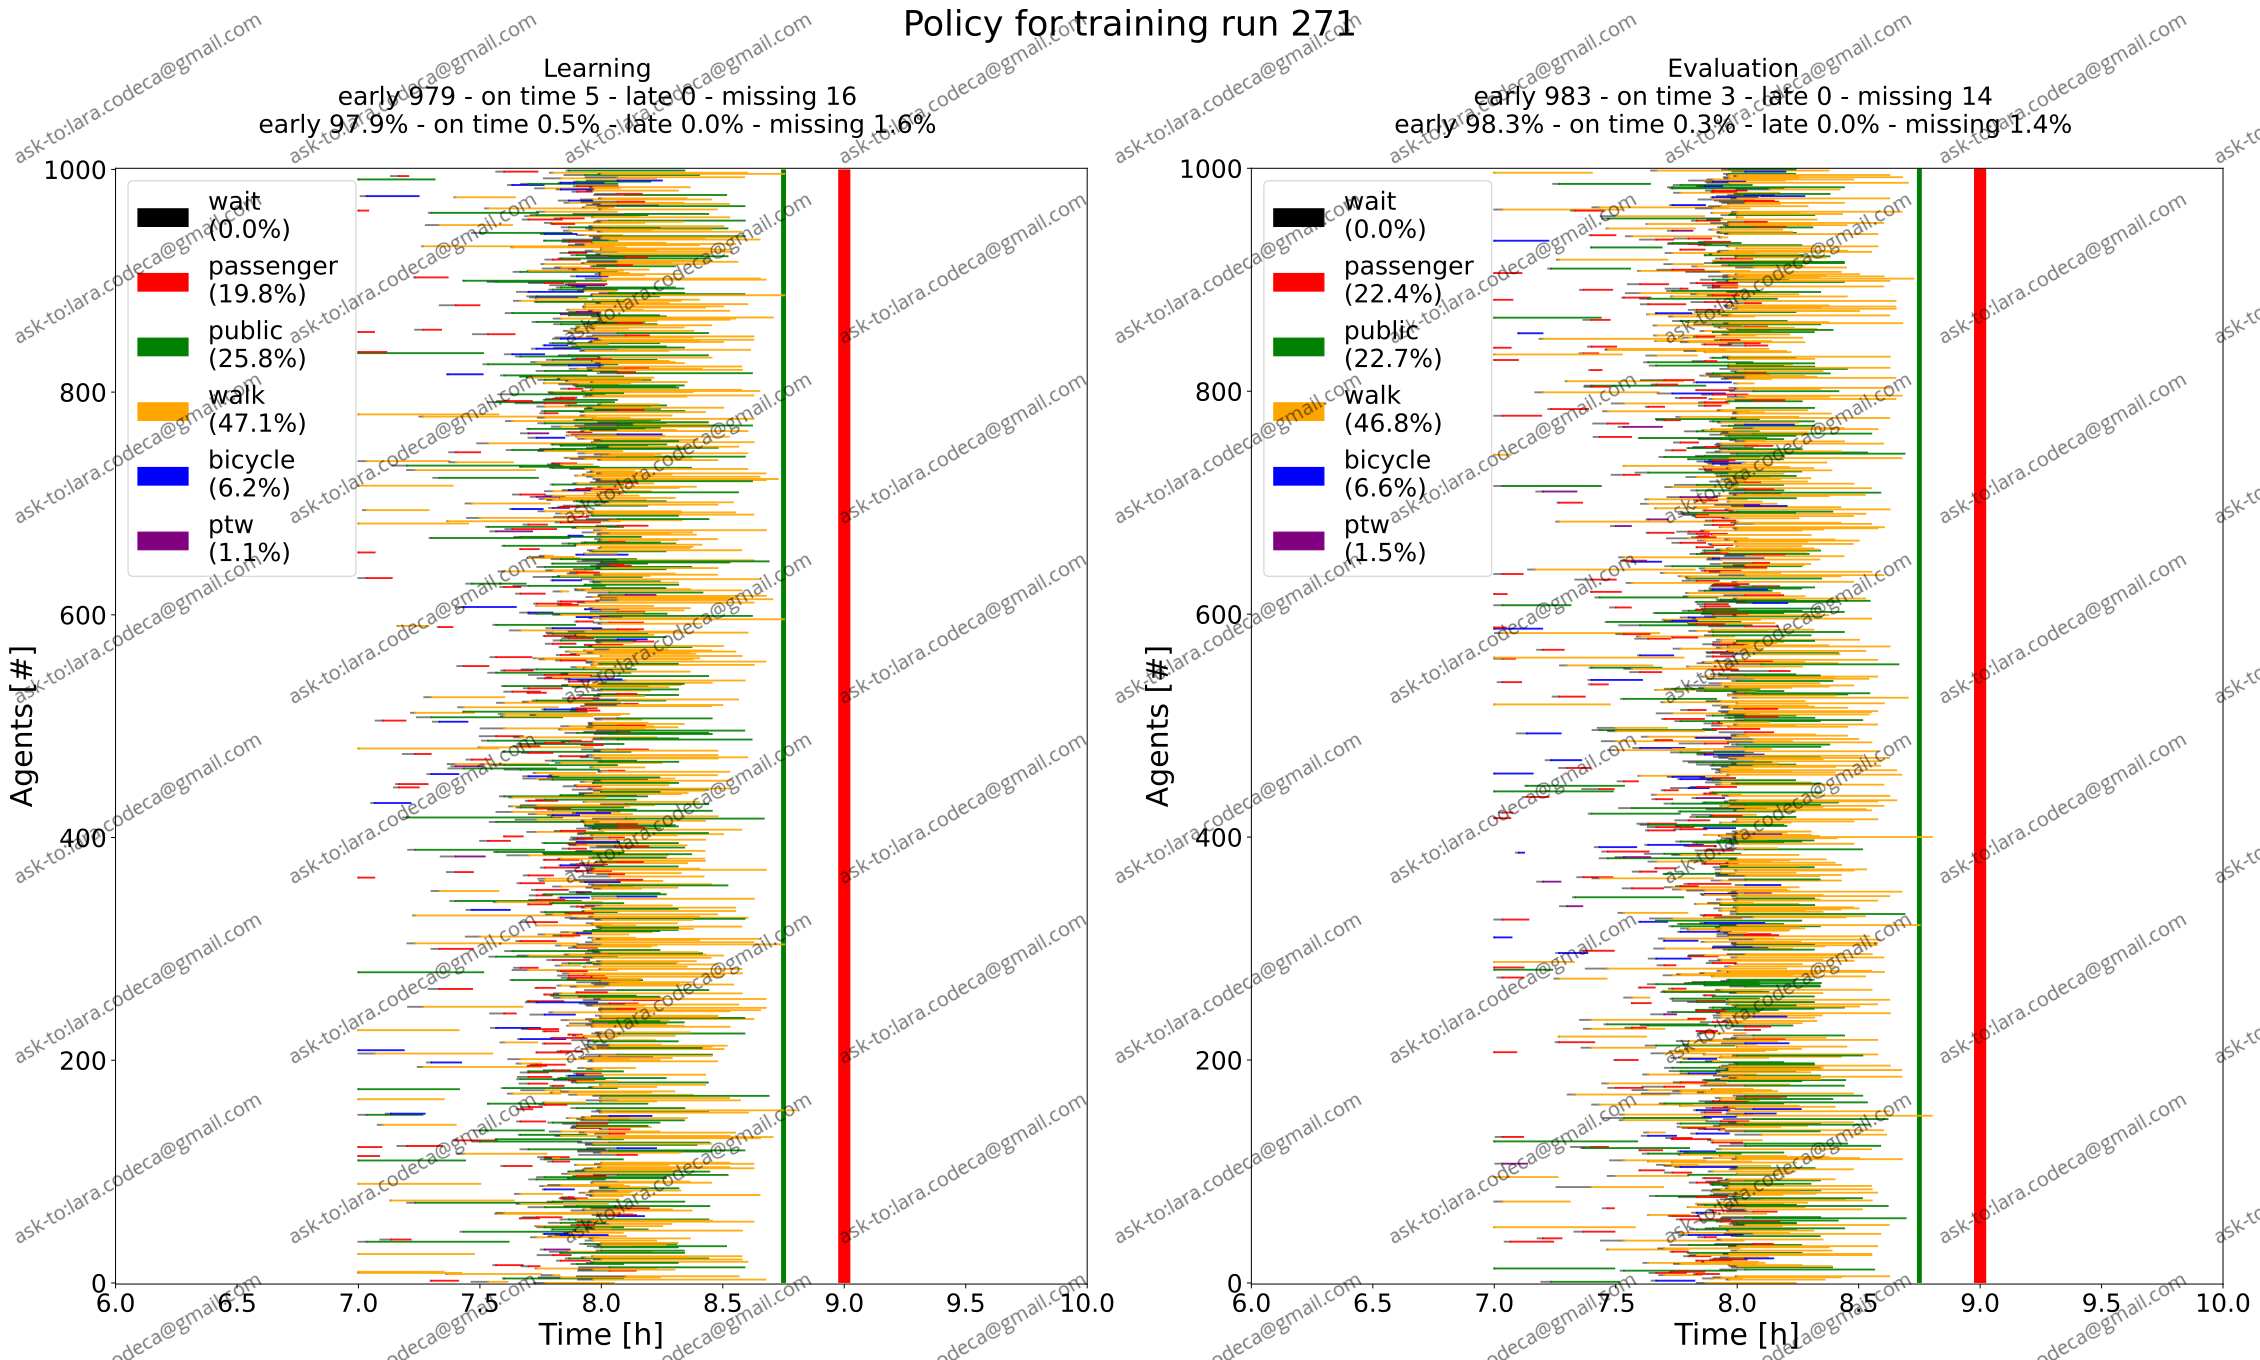 Policy for training run 271
Learning
early 979 - on time 5 - late 0 - missing 16
early 97.9% - on time 0.5% - late 0.0% - missing 1.6%
1000
800
600
400
200
0
Agents [#]
wait
(0.0%)
passenger
(19.8%)
public
(25.8%)
walk
(47.1%)
bicycle
(6.2%)
ptw
(1.1%)
6.0 6.5 7.0 7.5 8.0 8.5 9.0 9.5 10.0
Time [h]
Evaluation
early 983 - on time 3 - late 0 - missing 14
early 98.3% - on time 0.3% - late 0.0% - missing 1.4%
1000
800
600
400
200
0
Agents [#]
wait
(0.0%)
passenger
(22.4%)
public
(22.7%)
walk
(46.8%)
bicycle
(6.6%)
ptw
(1.5%)
6.0 6.5 7.0 7.5 8.0 8.5 9.0 9.5 10.0
Time [h]
ask-to:lara.codeca@gmail.com